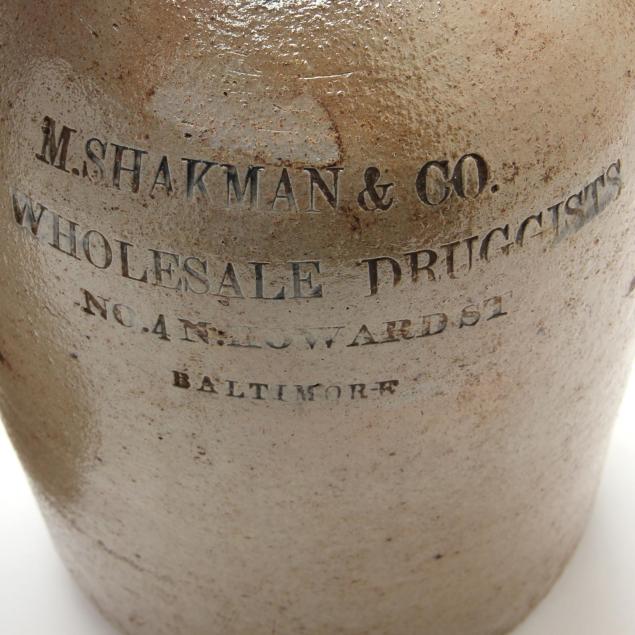 M. SHAKMAN & CO.
WHOLESALE DRUGGISTS
NO. 4 N. HOWARD ST
BALTIMORE